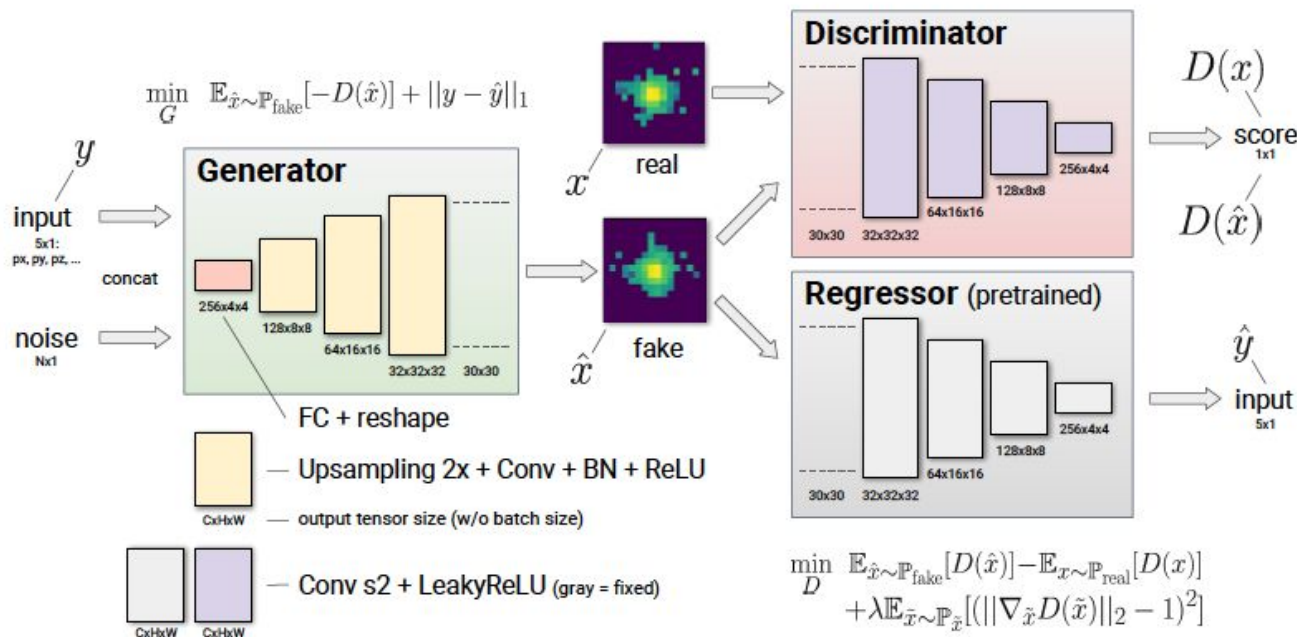 min_G 𝔼_{x̂∼ℙ_fake}[−D(x̂)] + ||y − ŷ||_1
y
input
5x1:
px, py, pz, ...
concat
noise
Nx1
Generator
256x4x4
128x8x8
64x16x16
32x32x32
30x30
FC + reshape
Upsampling 2x + Conv + BN + ReLU
CxHxW
output tensor size (w/o batch size)
Conv s2 + LeakyReLU (gray = fixed)
CxHxW
CxHxW
x
real
x̂
fake
Discriminator
30x30
32x32x32
64x16x16
128x8x8
256x4x4
D(x)
score
1x1
D(x̂)
Regressor (pretrained)
30x30
32x32x32
64x16x16
128x8x8
256x4x4
ŷ
input
5x1
min_D 𝔼_{x̂∼ℙ_fake}[D(x̂)] − 𝔼_{x∼ℙ_real}[D(x)]
+λ𝔼_{x̃∼ℙ_x̃}[(||∇_x̃ D(x̃)||_2 − 1)^2]